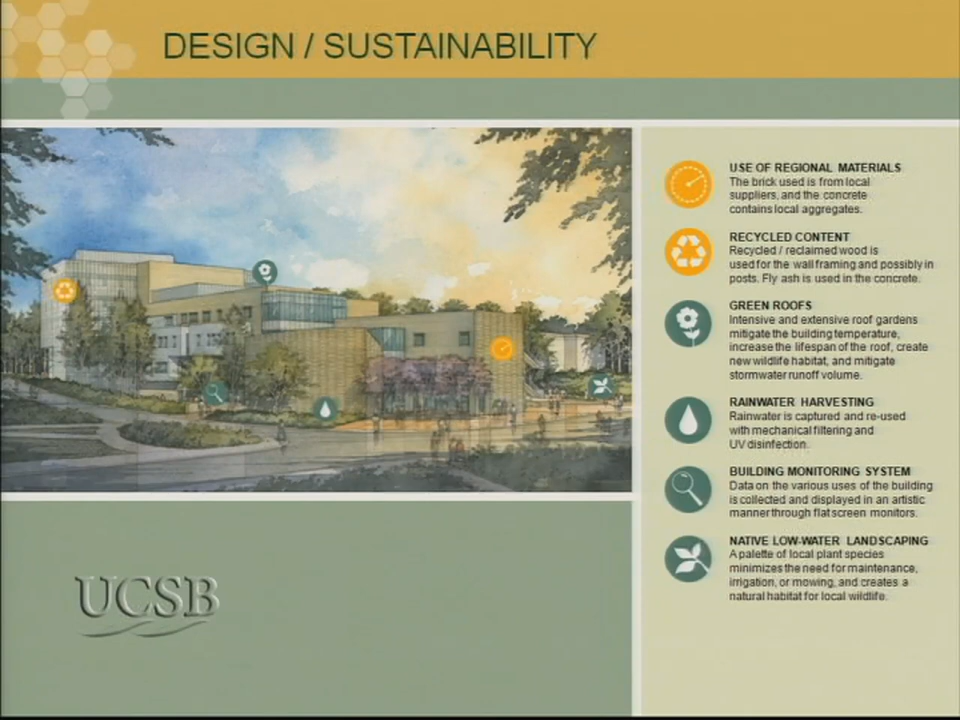 DESIGN / SUSTAINABILITY
USE OF REGIONAL MATERIALS
The brick used is from local
suppliers, and the concrete
contains local aggregates.
RECYCLED CONTENT
Recycled / reclaimed wood is
used for the wall framing and possibly in
posts. Fly ash is used in the concrete.
GREEN ROOFS
Intensive and extensive roof gardens
mitigate the building temperature,
increase the lifespan of the roof, create
new wildlife habitat, and mitigate
stormwater runoff volume.
RAINWATER HARVESTING
Rainwater is captured and re-used
with mechanical filtering and
UV disinfection.
BUILDING MONITORING SYSTEM
Data on the various uses of the building
is collected and displayed in an artistic
manner through flat screen monitors.
NATIVE LOW-WATER LANDSCAPING
A palette of local plant species
minimizes the need for maintenance,
irrigation, or mowing, and creates a
natural habitat for local wildlife.
UCSB